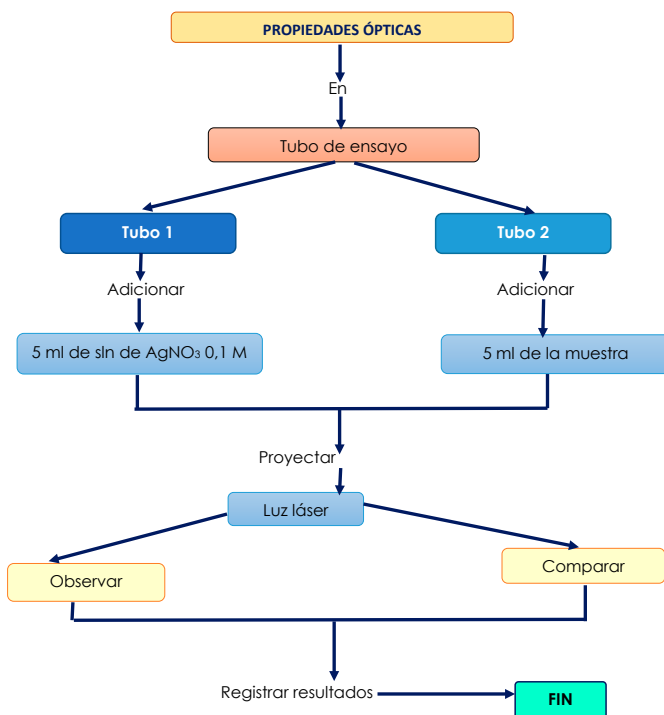 PROPIEDADES ÓPTICAS
En
Tubo de ensayo
Tubo 1
Tubo 2
Adicionar
Adicionar
5 ml de sln de AgNO₃ 0,1 M
5 ml de la muestra
Proyectar
Luz láser
Observar
Comparar
Registrar resultados
FIN